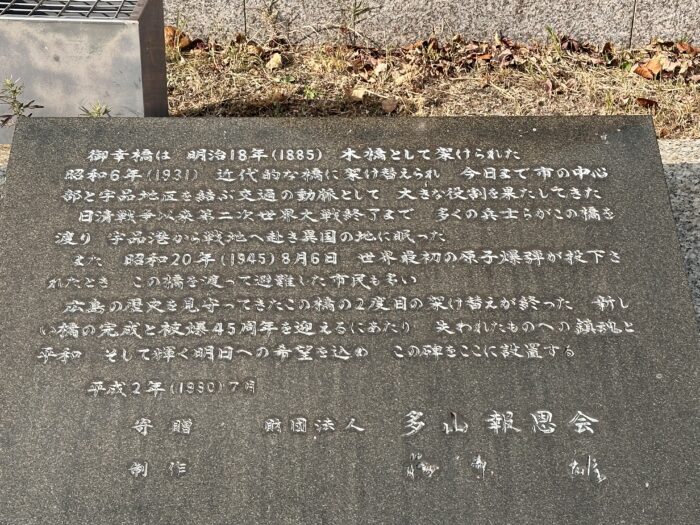 御幸橋は 明治18年(1885) 木橋として架けられた
昭和6年(1931) 近代的な橋に架け替えられ 今日まで市の中心
部と宇品地区を結ぶ交通の動脈として 大きな役割を果たしてきた
日清戦争以来第二次世界大戦終了まで 多くの兵士らがこの橋を
渡り 宇品港から戦地へ赴き異国の地に眠った
また 昭和20年(1945)8月6日 世界最初の原子爆弾が投下さ
れたとき この橋を渡って避難した市民も多い
広島の歴史を見守ってきたこの橋の2度目の架け替えが終った 新し
い橋の完成と被爆45周年を迎えるにあたり 失われたものへの鎮魂と
平和 そして輝く明日への希望を込め この碑をここに設置する
平成2年(1990)7月
寄贈 財団法人 多山報恩会
制作